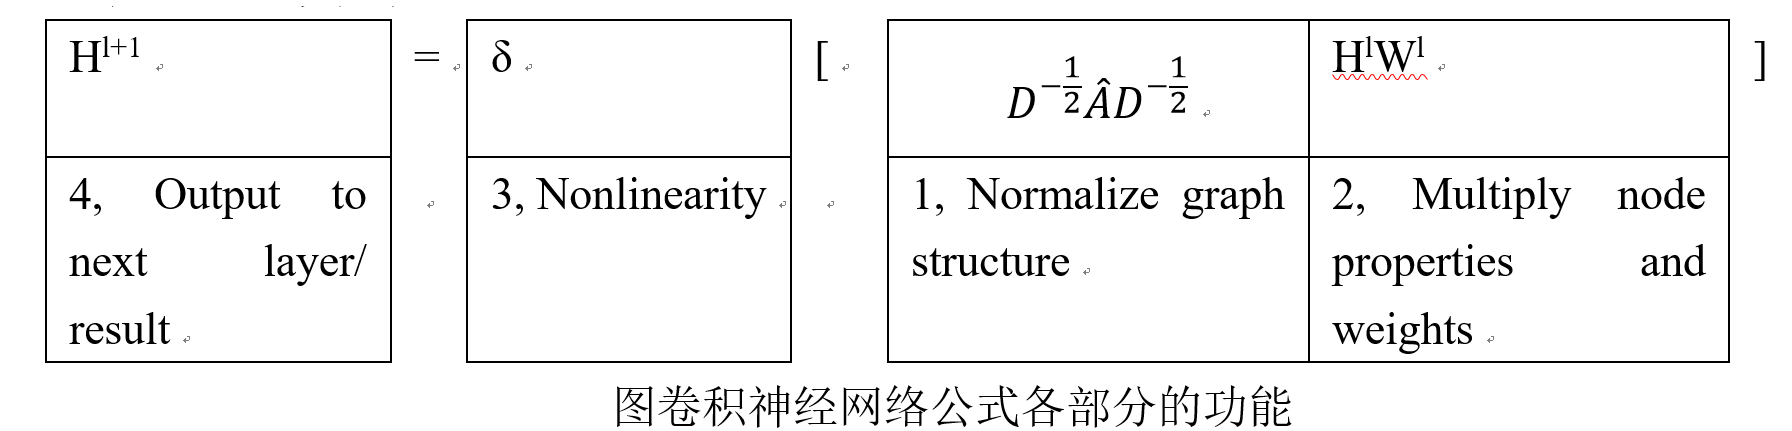 Hˡ⁺¹ = δ [ D^{-1/2}ÂD^{-1/2} HˡWˡ ]
4, Output to
next layer/
result
3, Nonlinearity
1, Normalize graph
structure
2, Multiply node
properties and
weights
图卷积神经网络公式各部分的功能